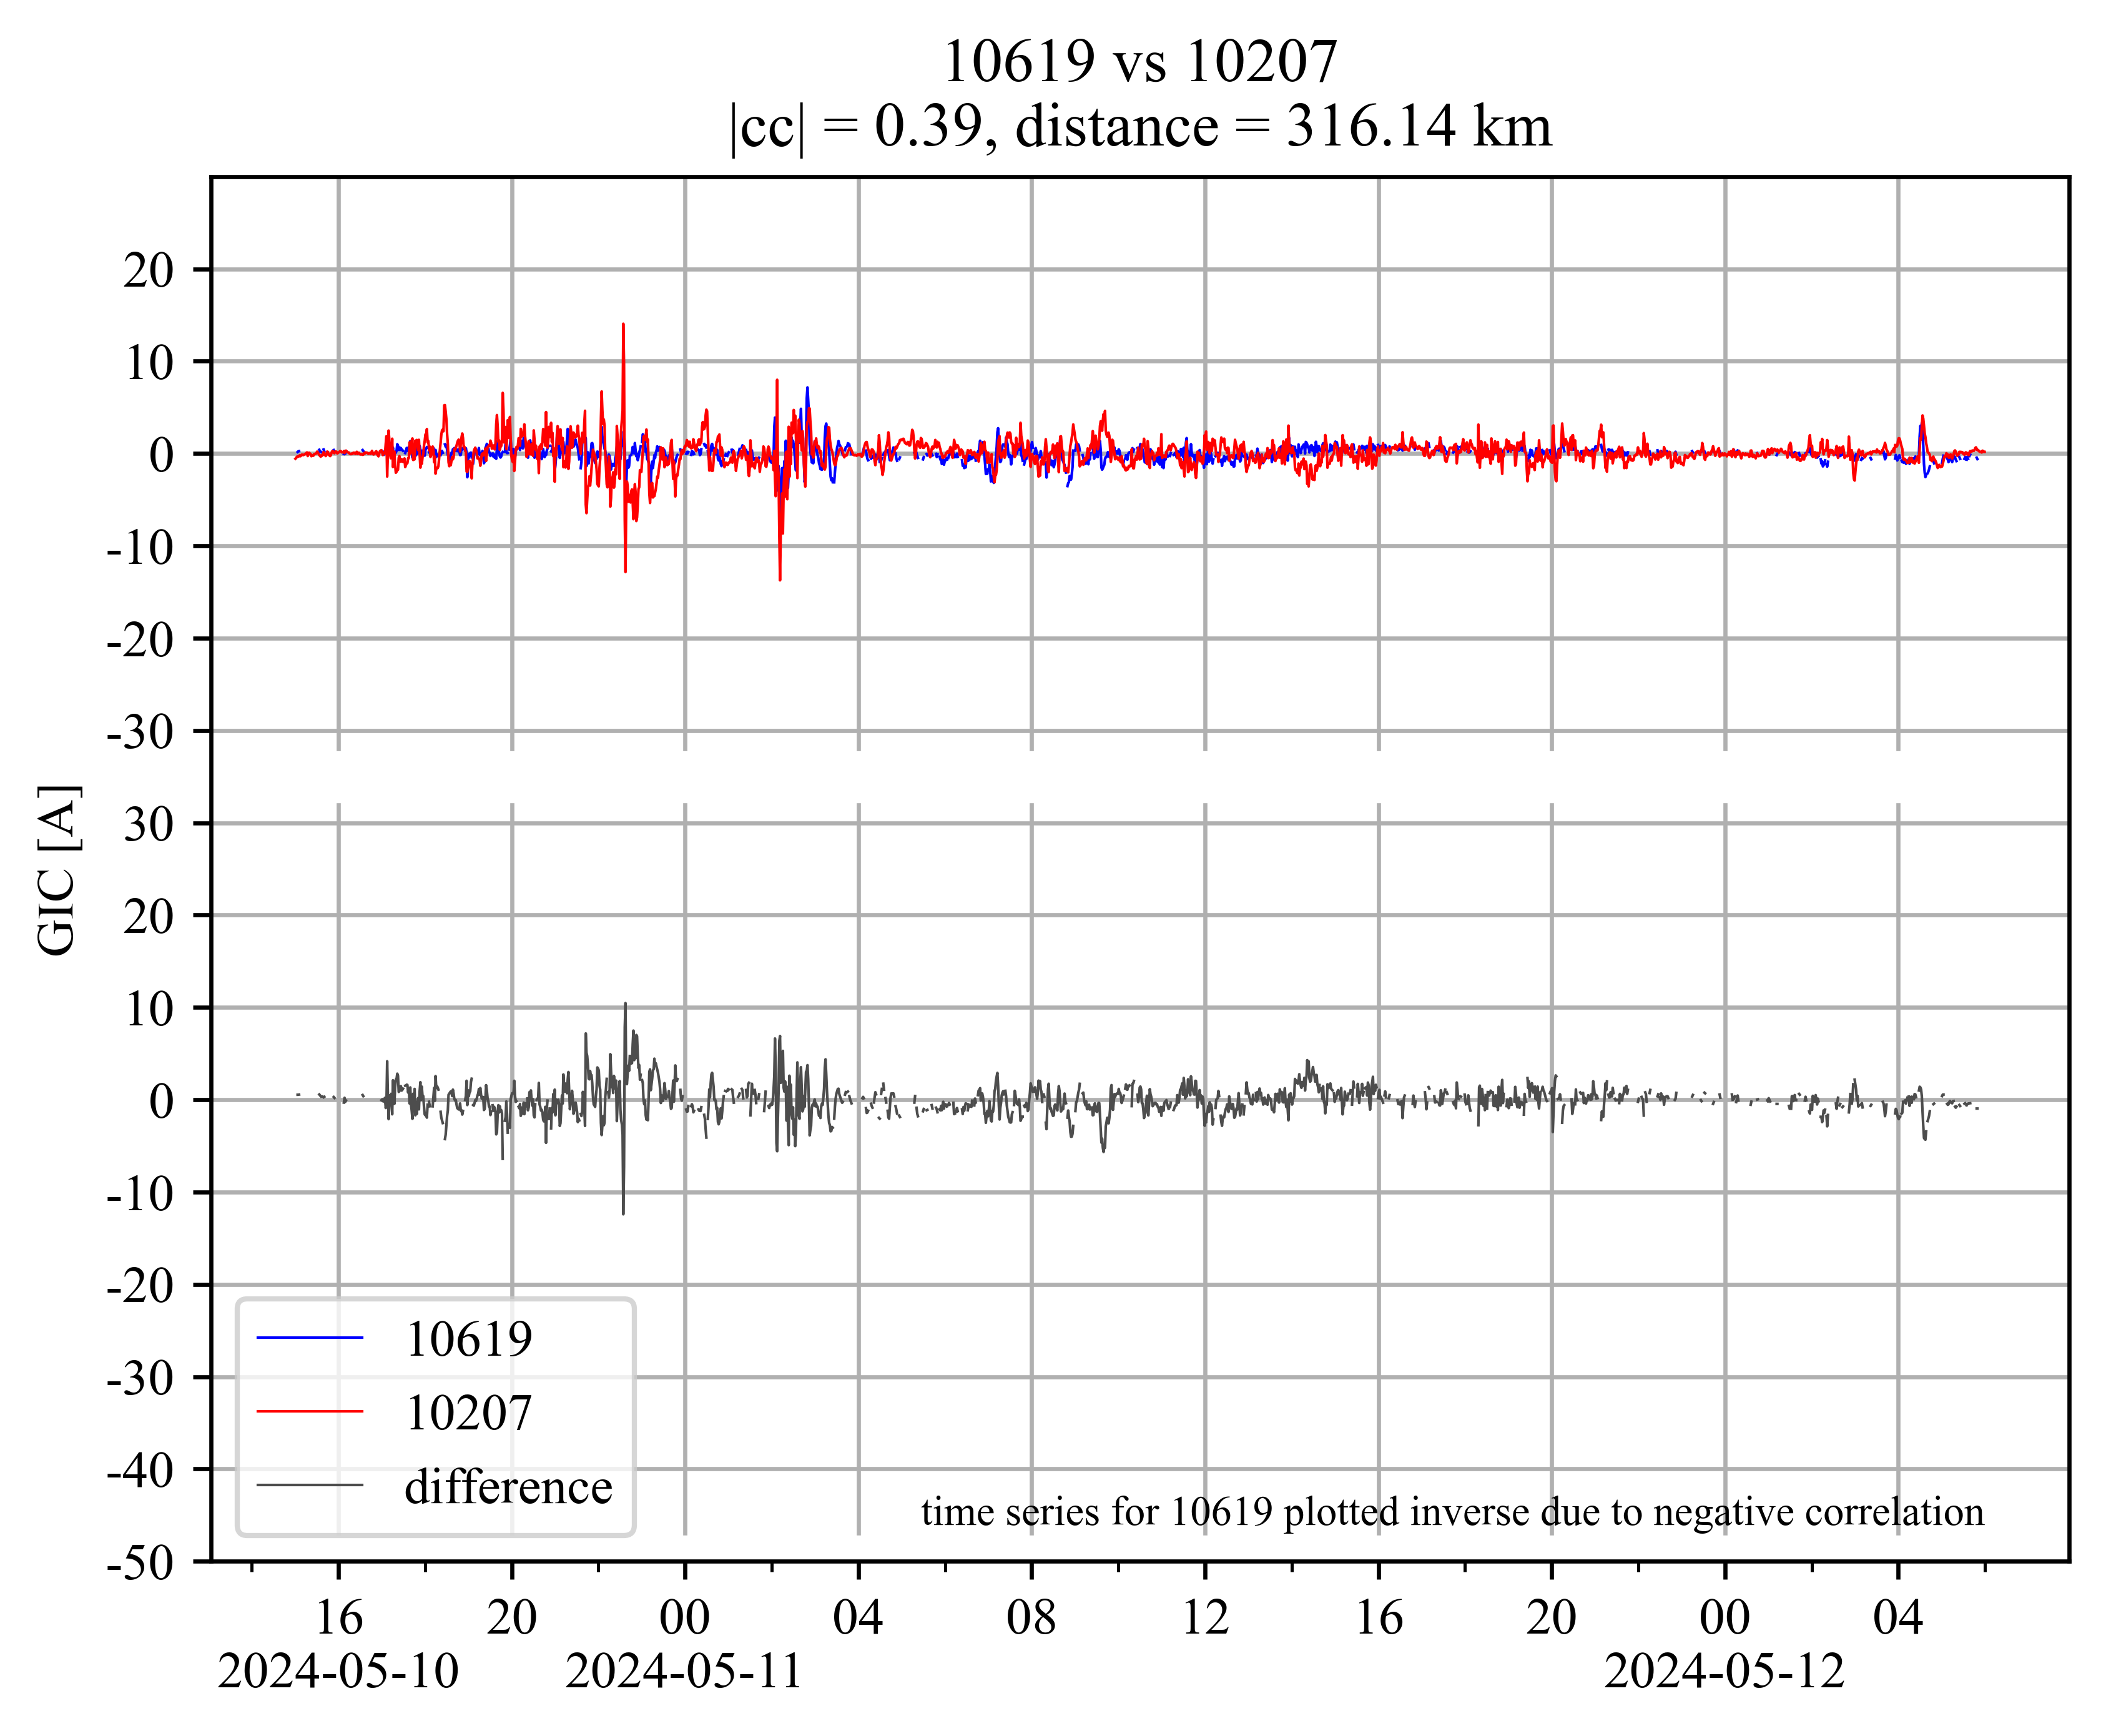 10619 vs 10207
|cc| = 0.39, distance = 316.14 km
GIC [A]
20
10
0
-10
-20
-30
30
20
10
0
-10
-20
-30
-40
-50
10619
10207
difference
time series for 10619 plotted inverse due to negative correlation
16 20 00 04 08 12 16 20 00 04
2024-05-10 2024-05-11 2024-05-12